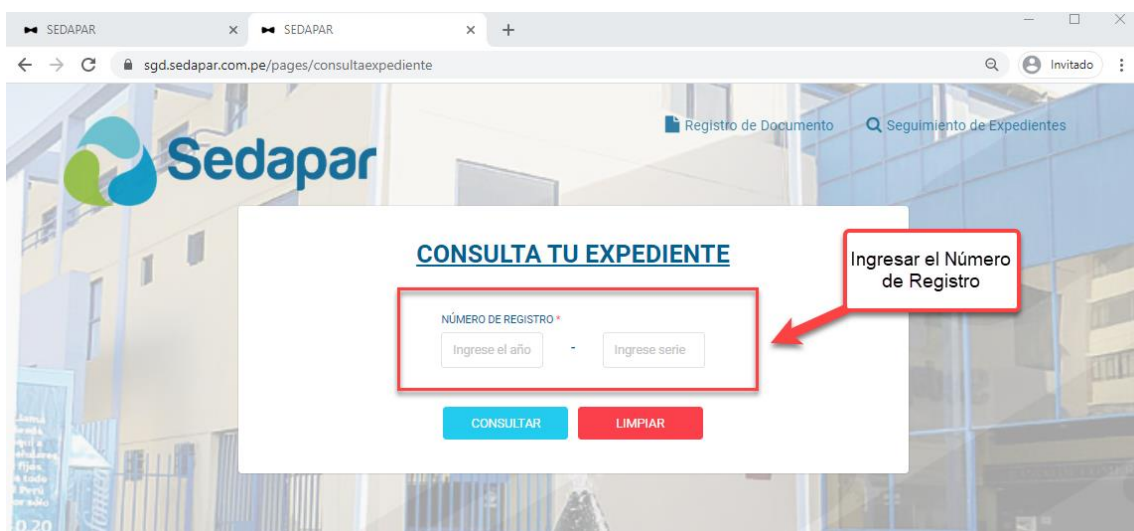 SEDAPAR
SEDAPAR
sgd.sedapar.com.pe/pages/consultaexpediente
Invitado
Registro de Documento
Seguimiento de Expedientes
Sedapar
CONSULTA TU EXPEDIENTE
Ingresar el Número
de Registro
NÚMERO DE REGISTRO *
Ingrese el año - Ingrese serie
CONSULTAR
LIMPIAR